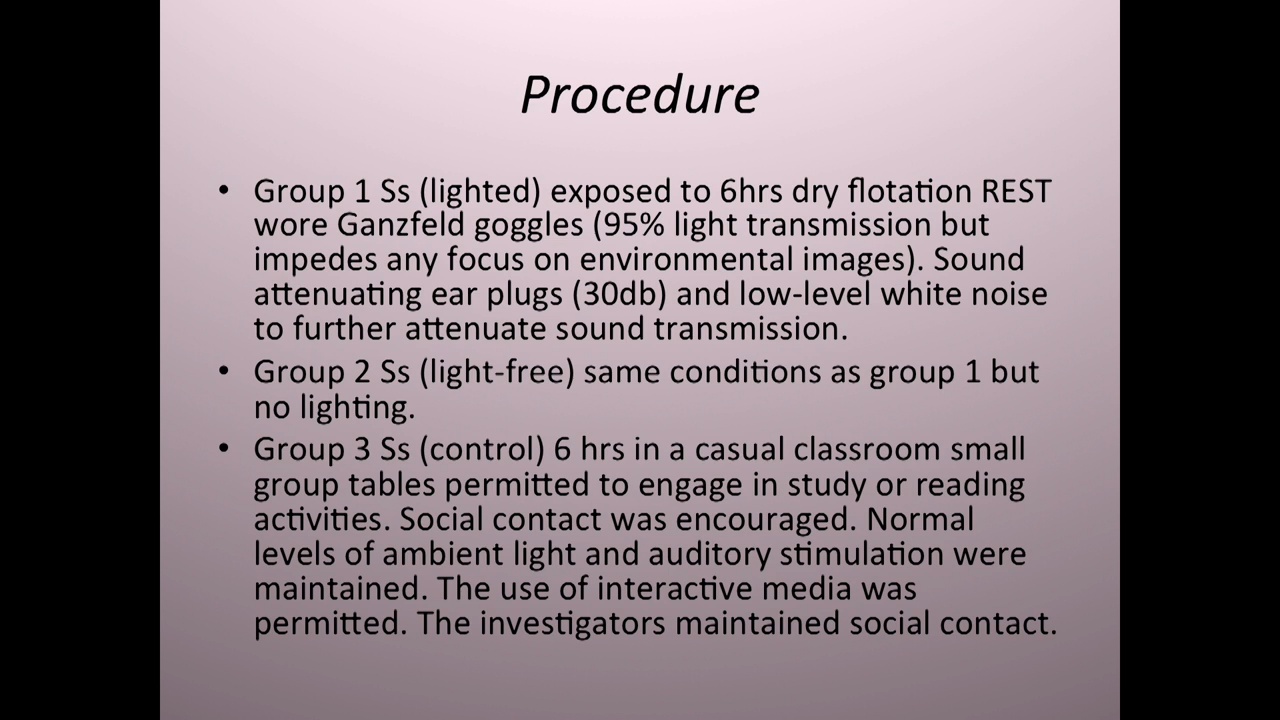 Procedure
• Group 1 Ss (lighted) exposed to 6hrs dry flotation REST
wore Ganzfeld goggles (95% light transmission but
impedes any focus on environmental images). Sound
attenuating ear plugs (30db) and low-level white noise
to further attenuate sound transmission.
• Group 2 Ss (light-free) same conditions as group 1 but
no lighting.
• Group 3 Ss (control) 6 hrs in a casual classroom small
group tables permitted to engage in study or reading
activities. Social contact was encouraged. Normal
levels of ambient light and auditory stimulation were
maintained. The use of interactive media was
permitted. The investigators maintained social contact.